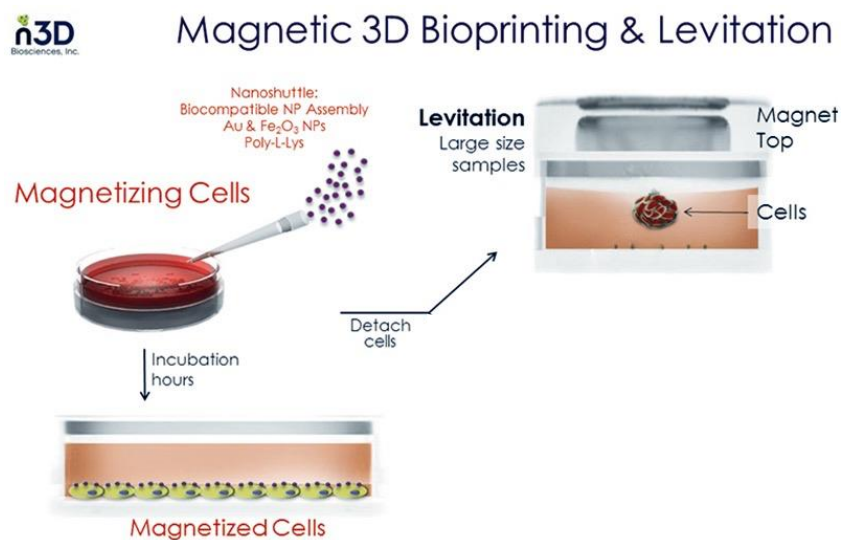 n3D
Biosciences, Inc.
Magnetic 3D Bioprinting & Levitation
Nanoshuttle:
Biocompatible NP Assembly
Au & Fe₂O₃ NPs
Poly-L-Lys
Magnetizing Cells
Levitation
Large size
samples
Magnet
Top
Cells
Detach
cells
Incubation
hours
Magnetized Cells